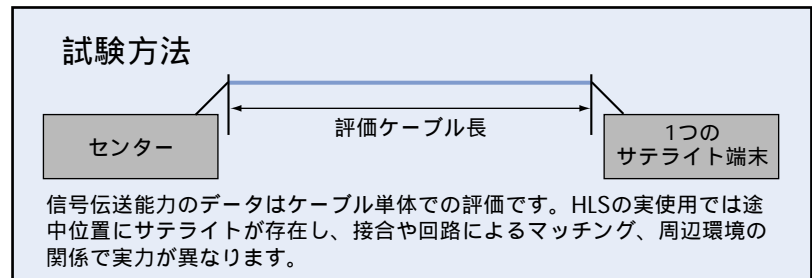 試験方法
評価ケーブル長
センター
1つの
サテライト端末
信号伝送能力のデータはケーブル単体での評価です。HLSの実使用では途
中位置にサテライトが存在し、接合や回路によるマッチング、周辺環境の
関係で実力が異なります。